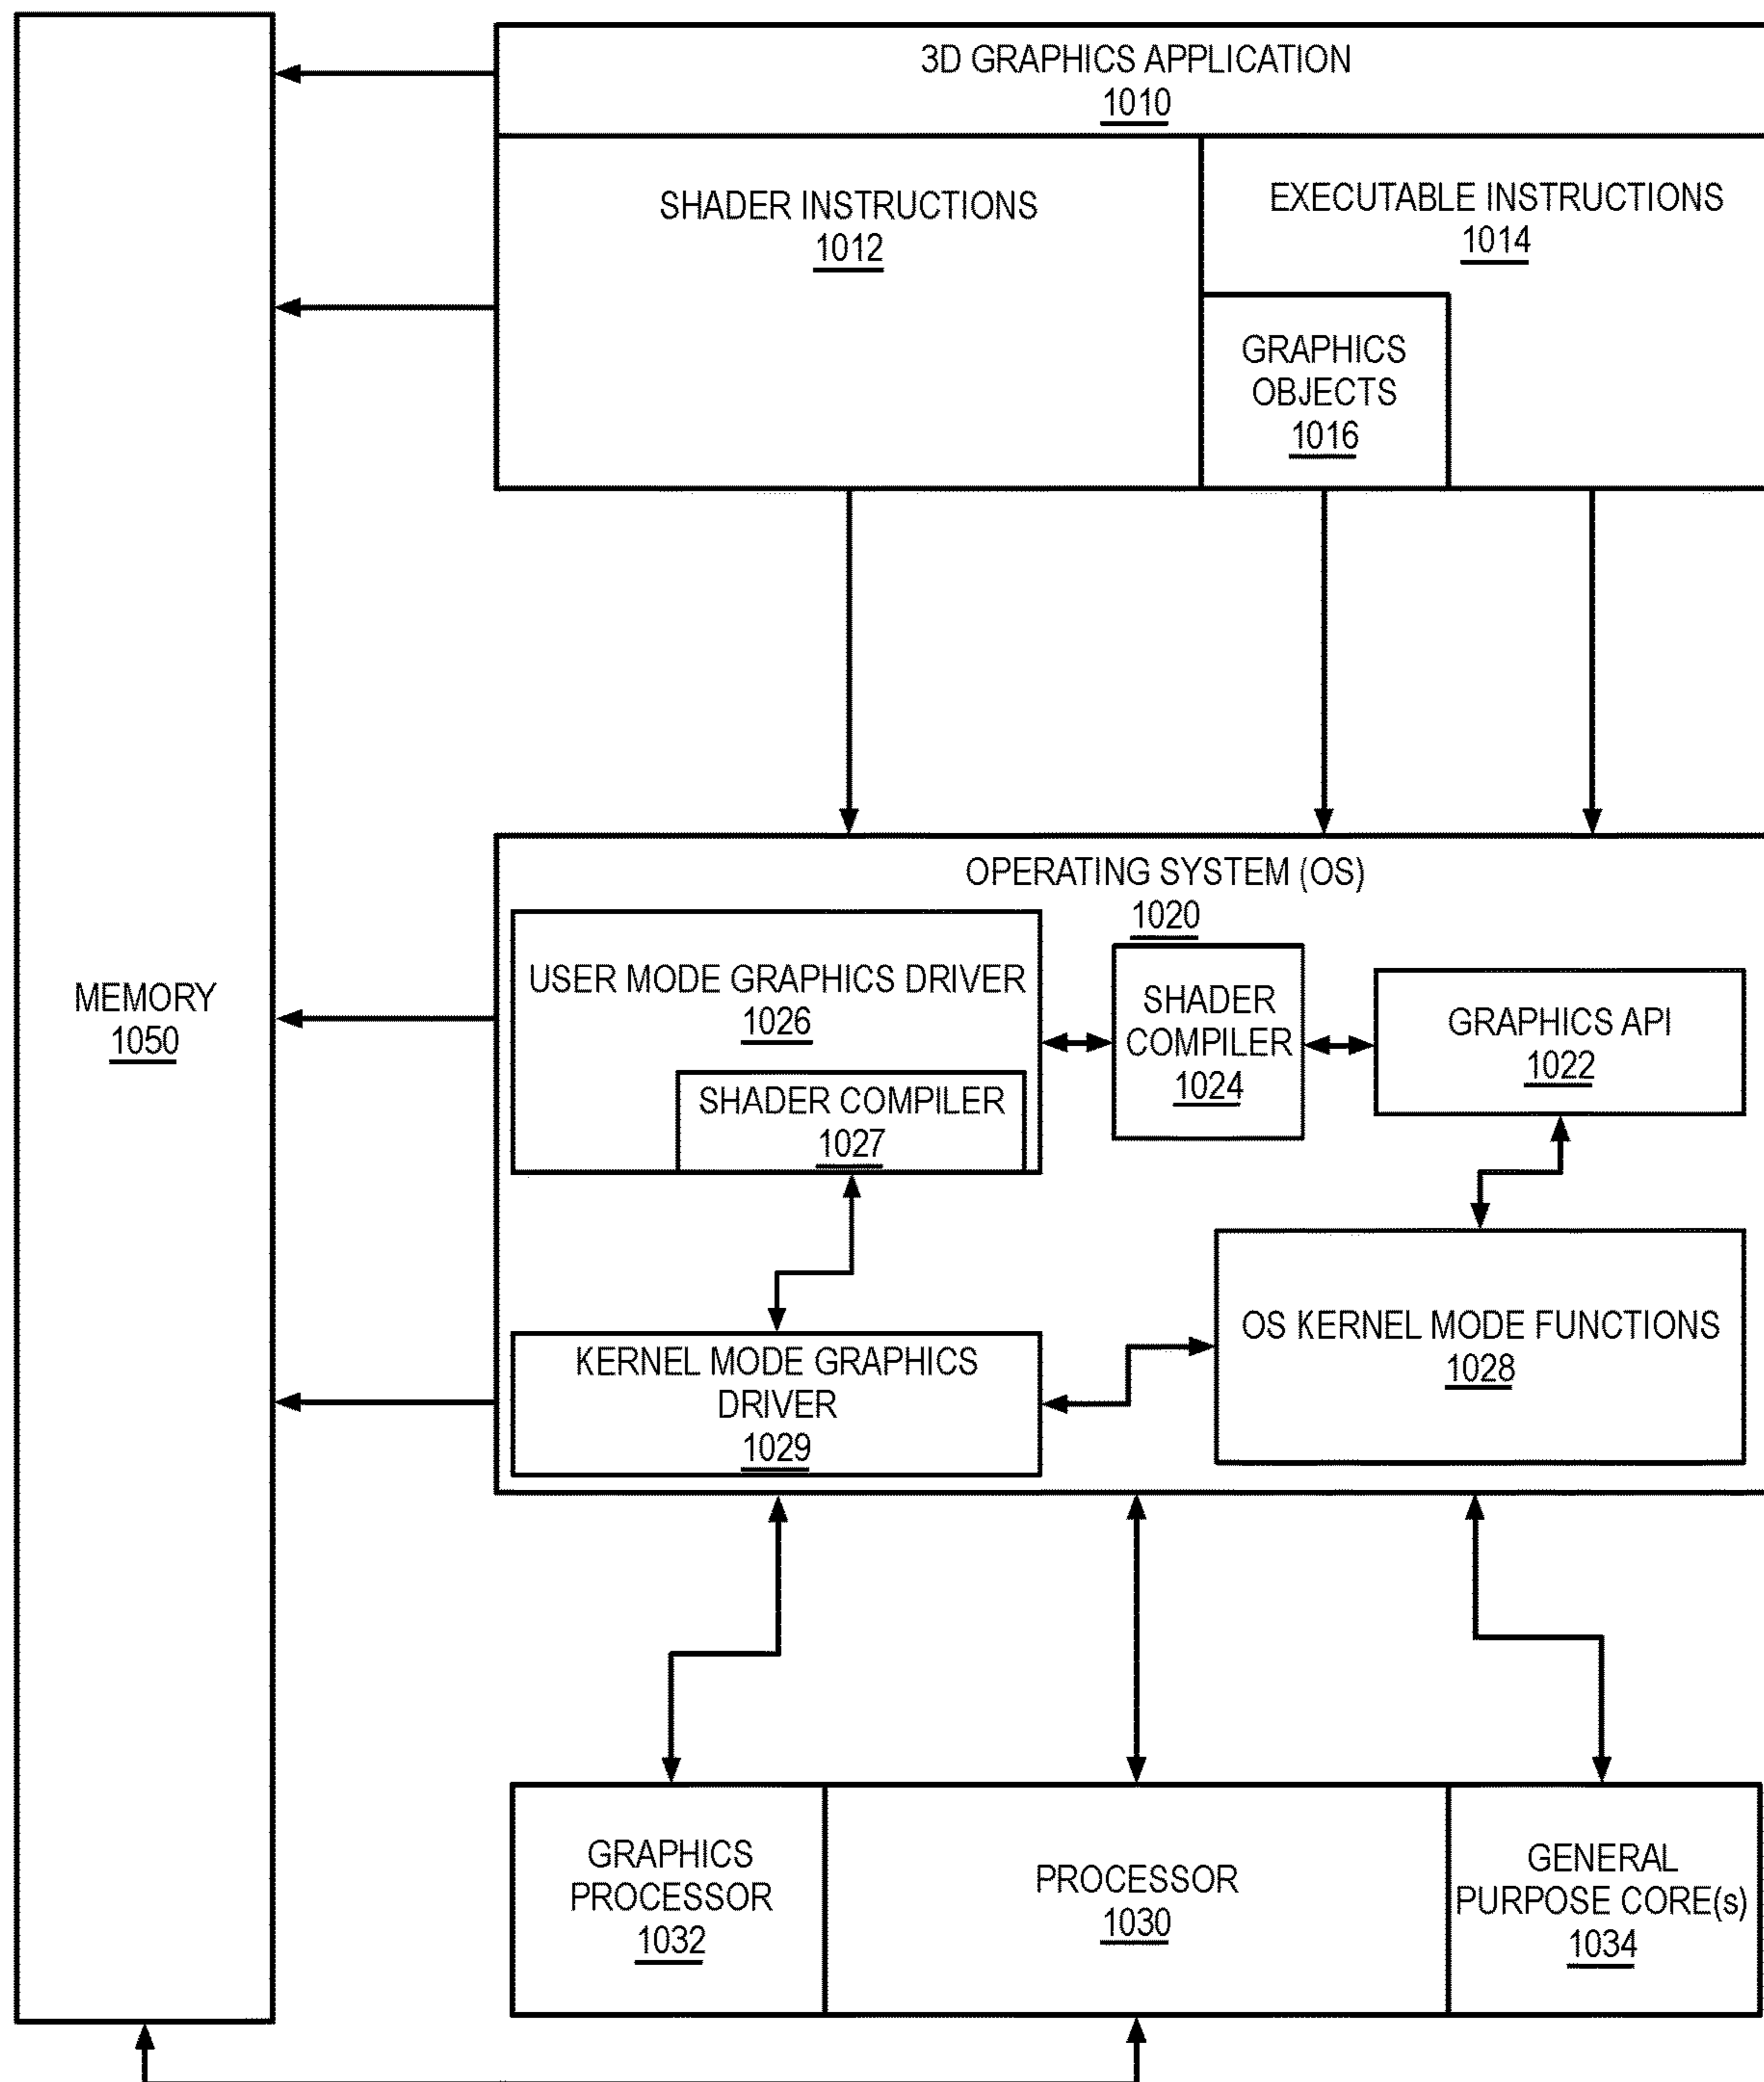 3D GRAPHICS APPLICATION
1010
SHADER INSTRUCTIONS
1012
EXECUTABLE INSTRUCTIONS
1014
GRAPHICS
OBJECTS
1016
MEMORY
1050
OPERATING SYSTEM (OS)
1020
USER MODE GRAPHICS DRIVER
1026
SHADER COMPILER
1027
SHADER
COMPILER
1024
GRAPHICS API
1022
KERNEL MODE GRAPHICS
DRIVER
1029
OS KERNEL MODE FUNCTIONS
1028
GRAPHICS
PROCESSOR
1032
PROCESSOR
1030
GENERAL
PURPOSE CORE(s)
1034